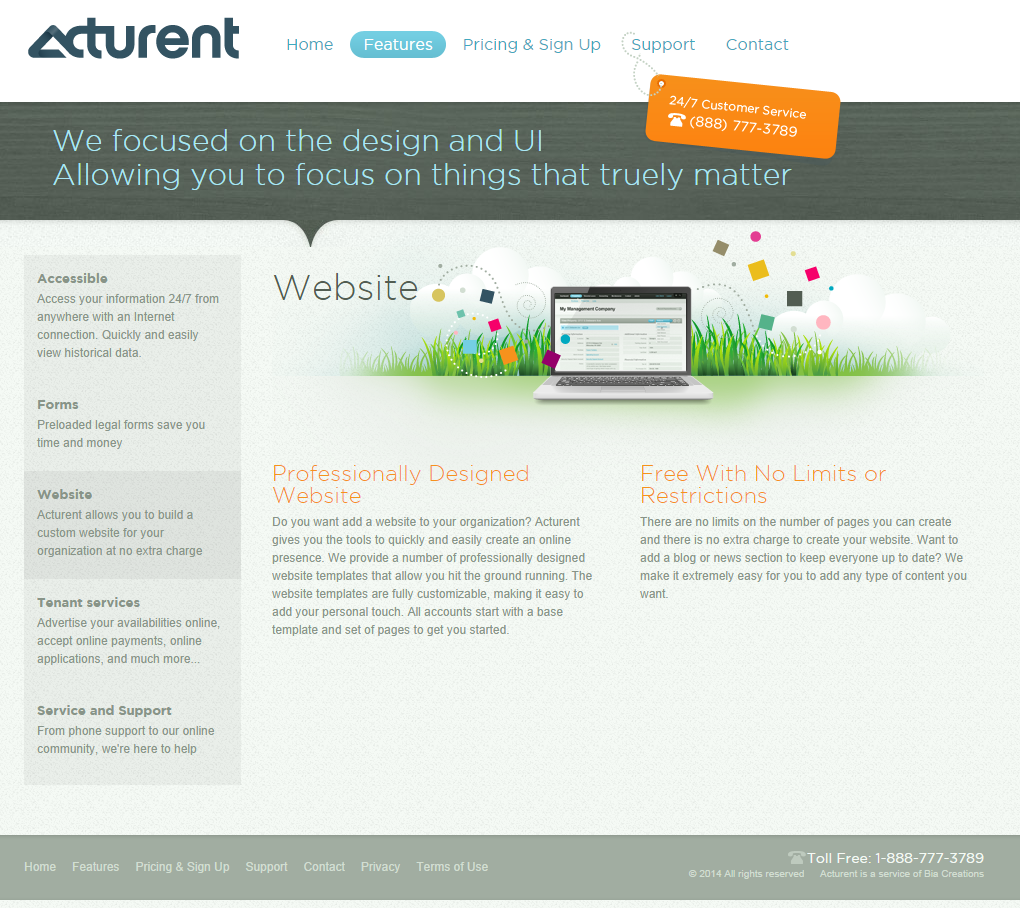 Acturent
Home Features Pricing & Sign Up Support Contact
24/7 Customer Service
(888) 777-3789
We focused on the design and UI
Allowing you to focus on things that truely matter
Accessible
Access your information 24/7 from
anywhere with an Internet
connection. Quickly and easily
view historical data.
Forms
Preloaded legal forms save you
time and money
Website
Acturent allows you to build a
custom website for your
organization at no extra charge
Tenant services
Advertise your availabilities online,
accept online payments, online
applications, and much more...
Service and Support
From phone support to our online
community, we're here to help
Website
My Management Company
Professionally Designed
Website
Do you want add a website to your organization? Acturent
gives you the tools to quickly and easily create an online
presence. We provide a number of professionally designed
website templates that allow you hit the ground running. The
website templates are fully customizable, making it easy to
add your personal touch. All accounts start with a base
template and set of pages to get you started.
Free With No Limits or
Restrictions
There are no limits on the number of pages you can create
and there is no extra charge to create your website. Want to
add a blog or news section to keep everyone up to date? We
make it extremely easy for you to add any type of content you
want.
Home Features Pricing & Sign Up Support Contact Privacy Terms of Use
Toll Free: 1-888-777-3789
© 2014 All rights reserved Acturent is a service of Bia Creations